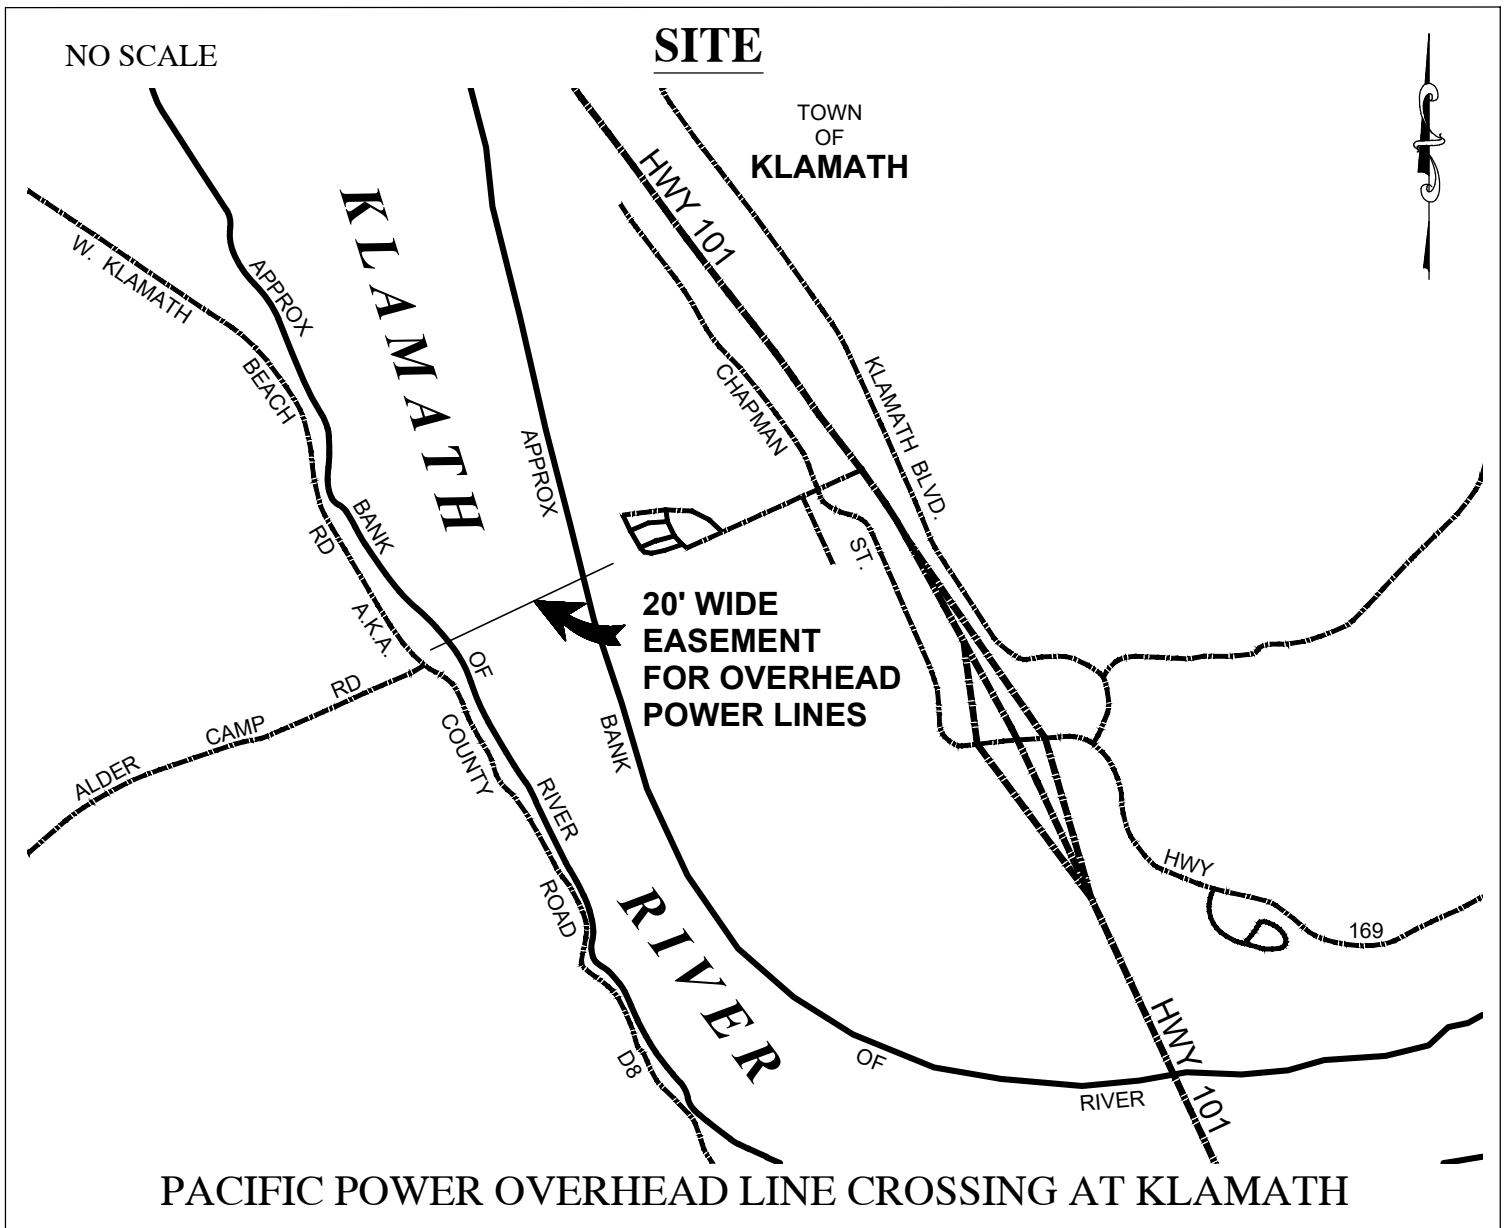 NO SCALE
SITE
TOWN
OF
KLAMATH
HWY 101
W. KLAMATH
BEACH
RD
A.K.A.
COUNTY
ROAD
D8
APPROX
BANK
OF
RIVER
KLAMATH
RIVER
APPROX
BANK
OF
RIVER
CHAPMAN
ST.
KLAMATH BLVD.
20' WIDE
EASEMENT
FOR OVERHEAD
POWER LINES
ALDER CAMP RD
HWY 169
HWY 101
PACIFIC POWER OVERHEAD LINE CROSSING AT KLAMATH